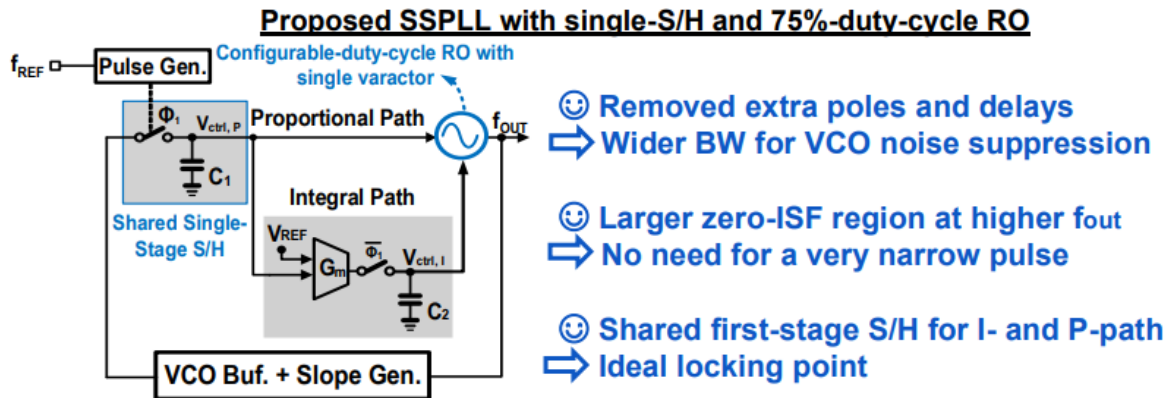 Proposed SSPLL with single-S/H and 75%-duty-cycle RO
Configurable-duty-cycle RO with
single varactor
fREF
Pulse Gen.
Φ1
Vctrl, P
Proportional Path
fOUT
C1
Shared Single-
Stage S/H
Integral Path
VREF
Gm
Φ1
Vctrl, I
C2
VCO Buf. + Slope Gen.
Removed extra poles and delays
Wider BW for VCO noise suppression
Larger zero-ISF region at higher fout
No need for a very narrow pulse
Shared first-stage S/H for I- and P-path
Ideal locking point